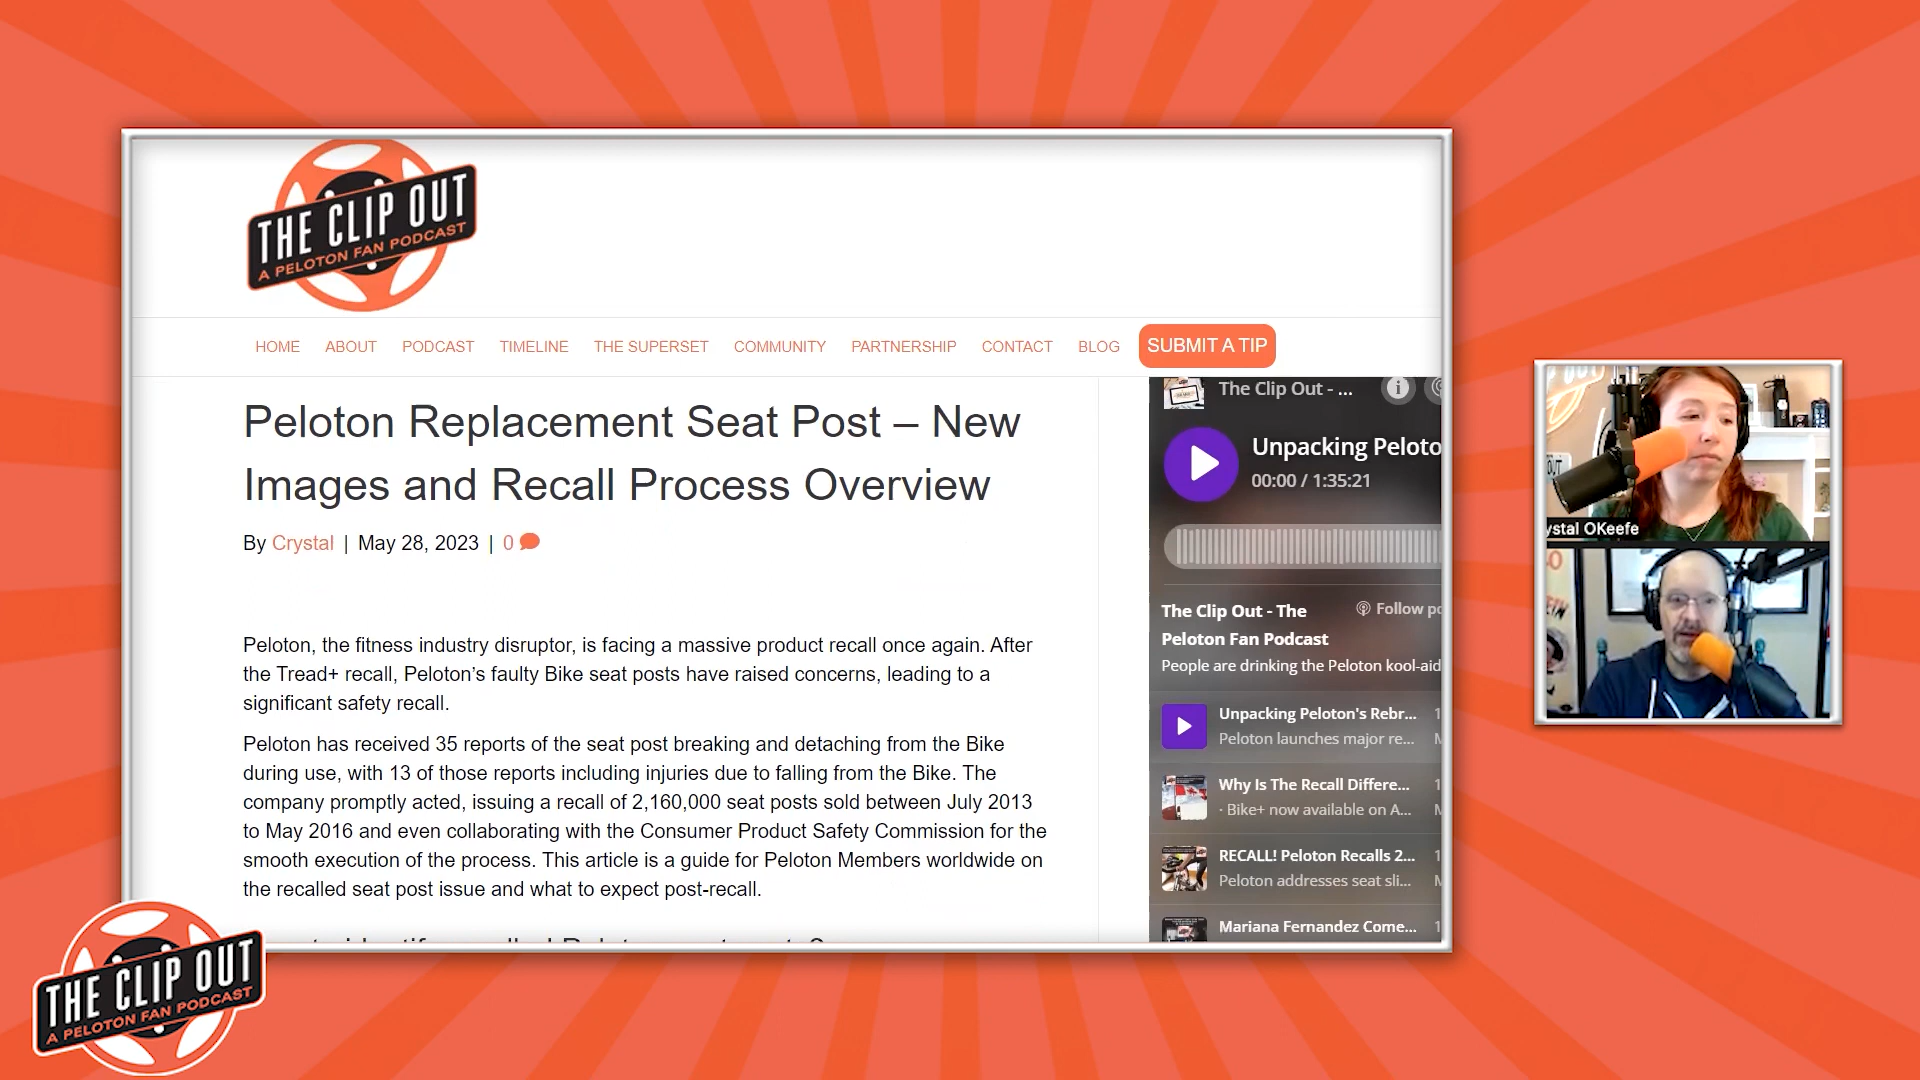 THE CLIP OUT
A PELOTON FAN PODCAST
HOME ABOUT PODCAST TIMELINE THE SUPERSET COMMUNITY PARTNERSHIP CONTACT BLOG SUBMIT A TIP
Peloton Replacement Seat Post – New
Images and Recall Process Overview
By Crystal | May 28, 2023 | 0
Peloton, the fitness industry disruptor, is facing a massive product recall once again. After
the Tread+ recall, Peloton’s faulty Bike seat posts have raised concerns, leading to a
significant safety recall.
Peloton has received 35 reports of the seat post breaking and detaching from the Bike
during use, with 13 of those reports including injuries due to falling from the Bike. The
company promptly acted, issuing a recall of 2,160,000 seat posts sold between July 2013
to May 2016 and even collaborating with the Consumer Product Safety Commission for the
smooth execution of the process. This article is a guide for Peloton Members worldwide on
the recalled seat post issue and what to expect post-recall.
The Clip Out - ...
Unpacking Peloto
00:00 / 1:35:21
The Clip Out - The
Peloton Fan Podcast
Follow po
People are drinking the Peloton kool-aid
Unpacking Peloton's Rebr...
Peloton launches major re...
Why Is The Recall Differe...
· Bike+ now available on A...
RECALL! Peloton Recalls 2...
Peloton addresses seat sli...
Mariana Fernandez Come...
ystal OKeefe
THE CLIP OUT
A PELOTON FAN PODCAST